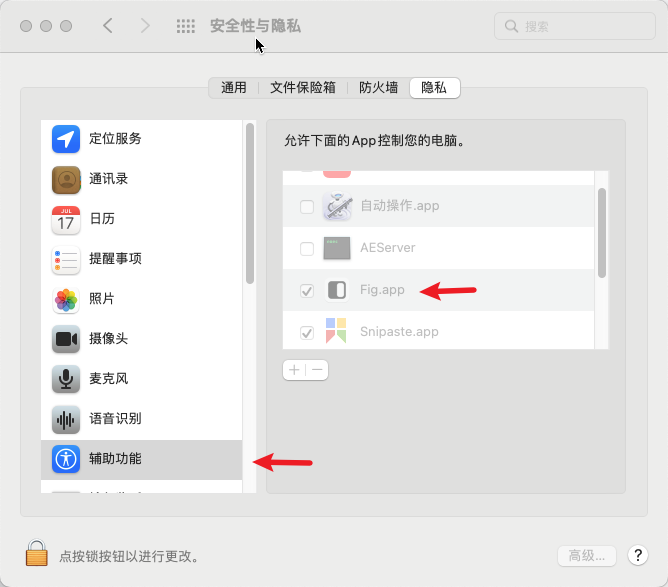 安全性与隐私
搜索
通用
文件保险箱
防火墙
隐私
定位服务
通讯录
JUL
17
日历
提醒事项
照片
摄像头
麦克风
语音识别
辅助功能
允许下面的App控制您的电脑。
自动操作.app
AEServer
Fig.app
Snipaste.app
点按锁按钮以进行更改。
高级...
?